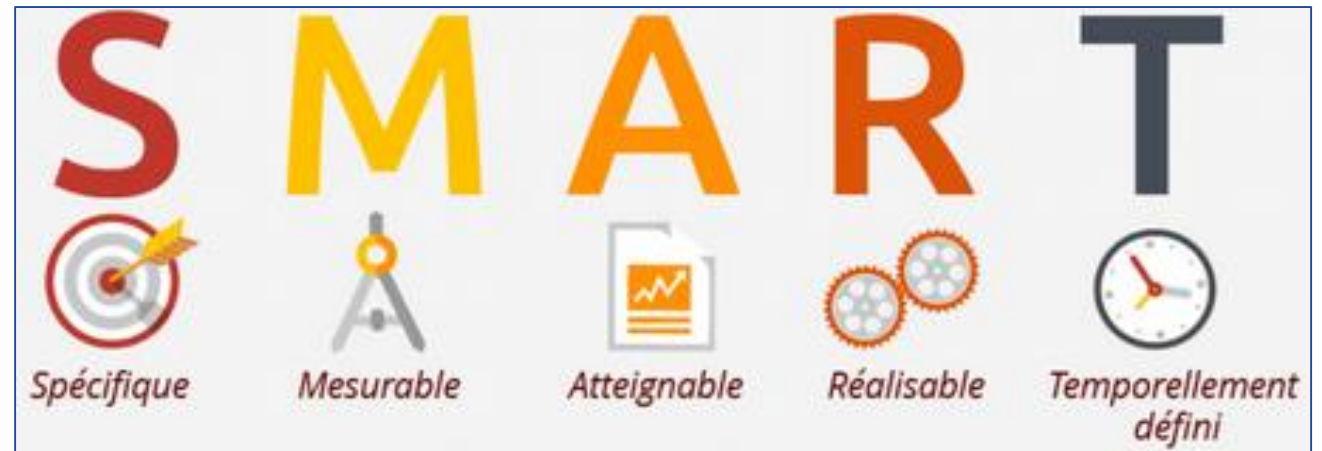 S M A R T
Spécifique Mesurable Atteignable Réalisable Temporellement
défini